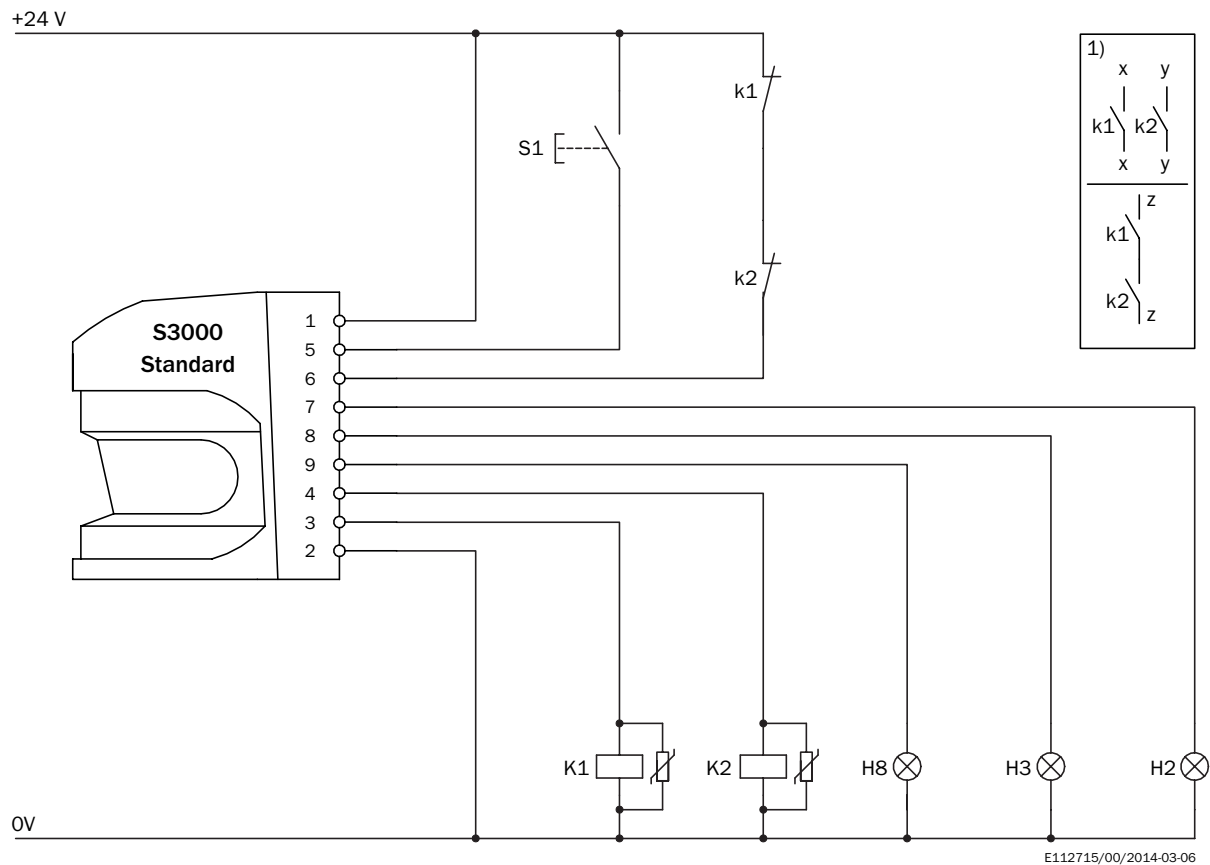 +24 V
1)
x y
k1
k1 k2
S1
x y
z
k1
k2
k2
z
S3000
Standard
1
5
6
7
8
9
4
3
2
K1
K2
H8
H3
H2
0V
E112715/00/2014-03-06